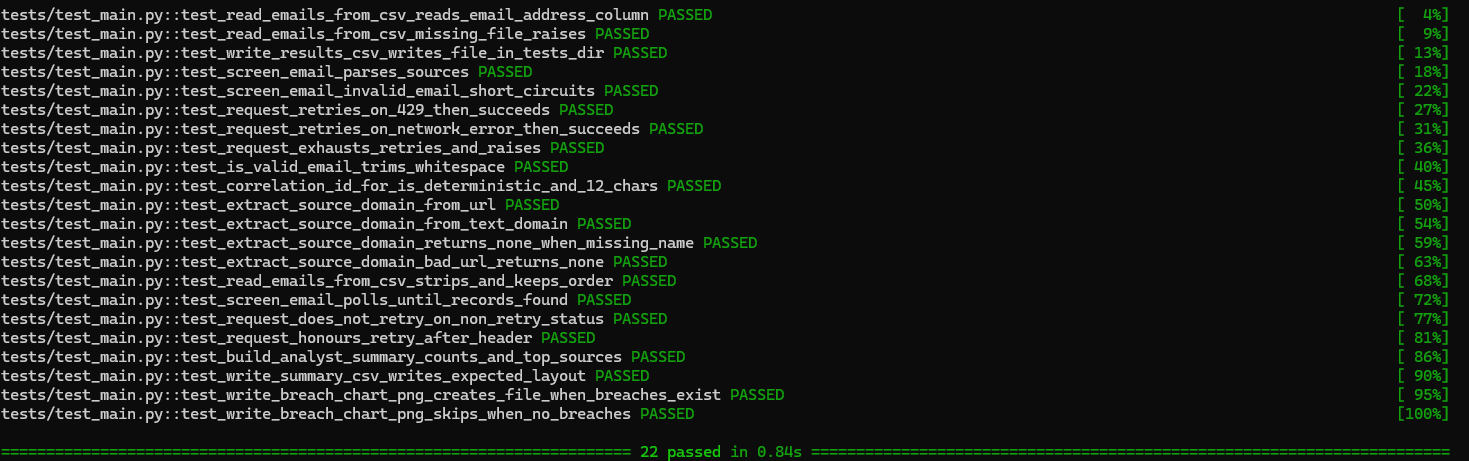 tests/test_main.py::test_read_emails_from_csv_reads_email_address_column PASSED [  4%]
tests/test_main.py::test_read_emails_from_csv_missing_file_raises PASSED [  9%]
tests/test_main.py::test_write_results_csv_writes_file_in_tests_dir PASSED [ 13%]
tests/test_main.py::test_screen_email_parses_sources PASSED [ 18%]
tests/test_main.py::test_screen_email_invalid_email_short_circuits PASSED [ 22%]
tests/test_main.py::test_request_retries_on_429_then_succeeds PASSED [ 27%]
tests/test_main.py::test_request_retries_on_network_error_then_succeeds PASSED [ 31%]
tests/test_main.py::test_request_exhausts_retries_and_raises PASSED [ 36%]
tests/test_main.py::test_is_valid_email_trims_whitespace PASSED [ 40%]
tests/test_main.py::test_correlation_id_for_is_deterministic_and_12_chars PASSED [ 45%]
tests/test_main.py::test_extract_source_domain_from_url PASSED [ 50%]
tests/test_main.py::test_extract_source_domain_from_text_domain PASSED [ 54%]
tests/test_main.py::test_extract_source_domain_returns_none_when_missing_name PASSED [ 59%]
tests/test_main.py::test_extract_source_domain_bad_url_returns_none PASSED [ 63%]
tests/test_main.py::test_read_emails_from_csv_strips_and_keeps_order PASSED [ 68%]
tests/test_main.py::test_screen_email_polls_until_records_found PASSED [ 72%]
tests/test_main.py::test_request_does_not_retry_on_non_retry_status PASSED [ 77%]
tests/test_main.py::test_request_honours_retry_after_header PASSED [ 81%]
tests/test_main.py::test_build_analyst_summary_counts_and_top_sources PASSED [ 86%]
tests/test_main.py::test_write_summary_csv_writes_expected_layout PASSED [ 90%]
tests/test_main.py::test_write_breach_chart_png_creates_file_when_breaches_exist PASSED [ 95%]
tests/test_main.py::test_write_breach_chart_png_skips_when_no_breaches PASSED [100%]
====================================================================== 22 passed in 0.84s =======================================================================